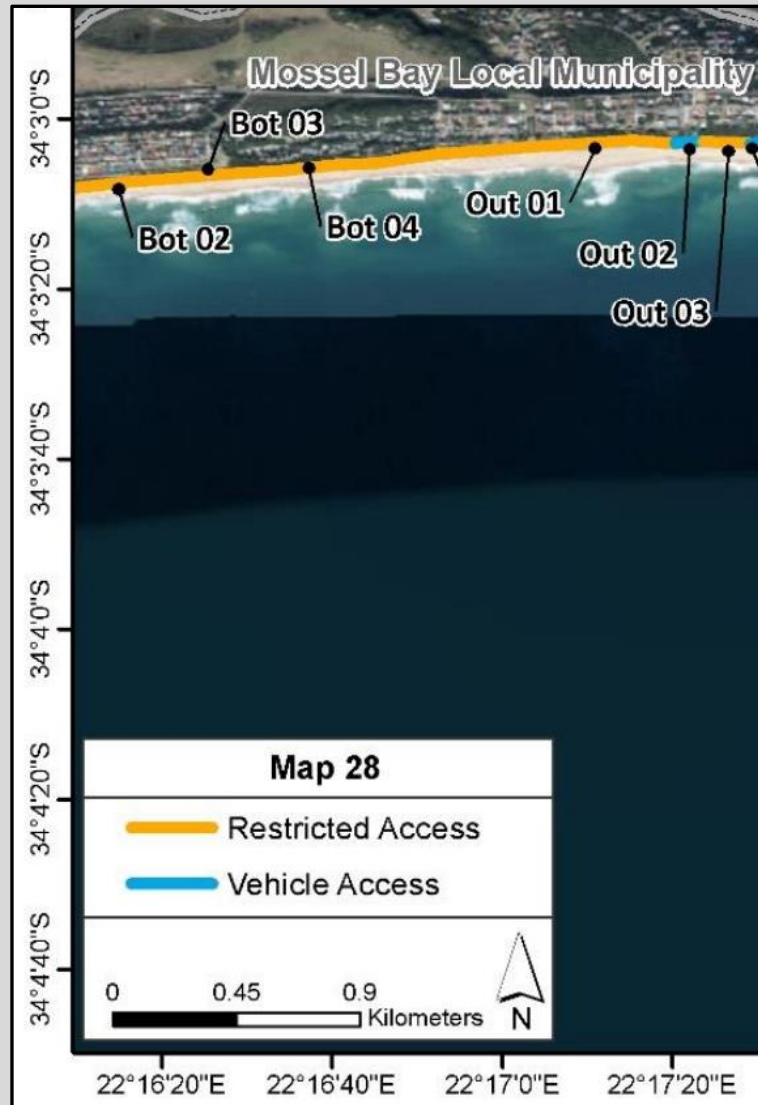 Mossel Bay Local Municipality
Bot 03
Bot 02
Bot 04
Out 01
Out 02
Out 03
34°3'0"S
34°3'20"S
34°3'40"S
34°4'0"S
34°4'20"S
34°4'40"S
Map 28
Restricted Access
Vehicle Access
0 0.45 0.9
Kilometers
N
22°16'20"E 22°16'40"E 22°17'0"E 22°17'20"E